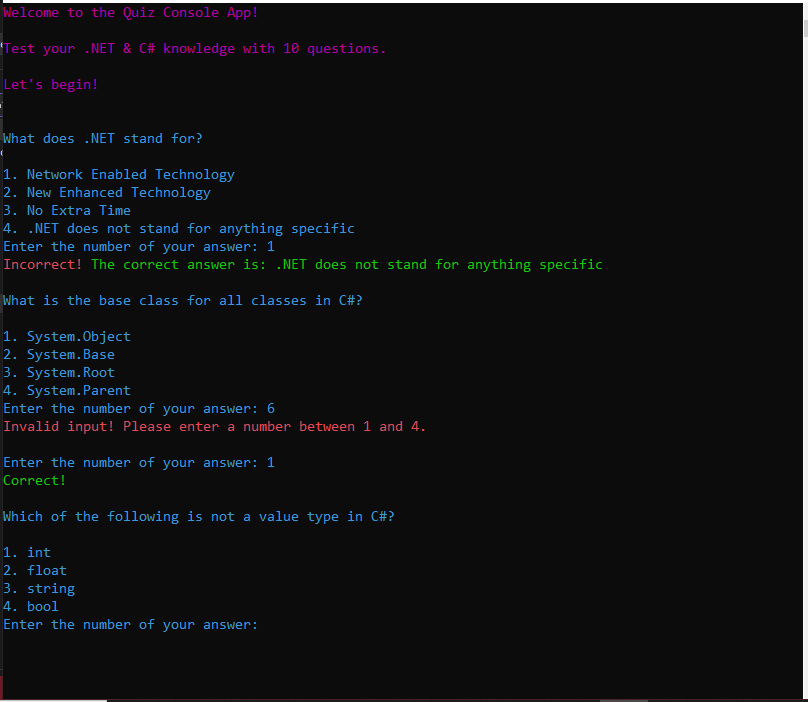 Welcome to the Quiz Console App!
Test your .NET & C# knowledge with 10 questions.
Let's begin!
What does .NET stand for?
1. Network Enabled Technology
2. New Enhanced Technology
3. No Extra Time
4. .NET does not stand for anything specific
Enter the number of your answer: 1
Incorrect! The correct answer is: .NET does not stand for anything specific
What is the base class for all classes in C#?
1. System.Object
2. System.Base
3. System.Root
4. System.Parent
Enter the number of your answer: 6
Invalid input! Please enter a number between 1 and 4.
Enter the number of your answer: 1
Correct!
Which of the following is not a value type in C#?
1. int
2. float
3. string
4. bool
Enter the number of your answer: